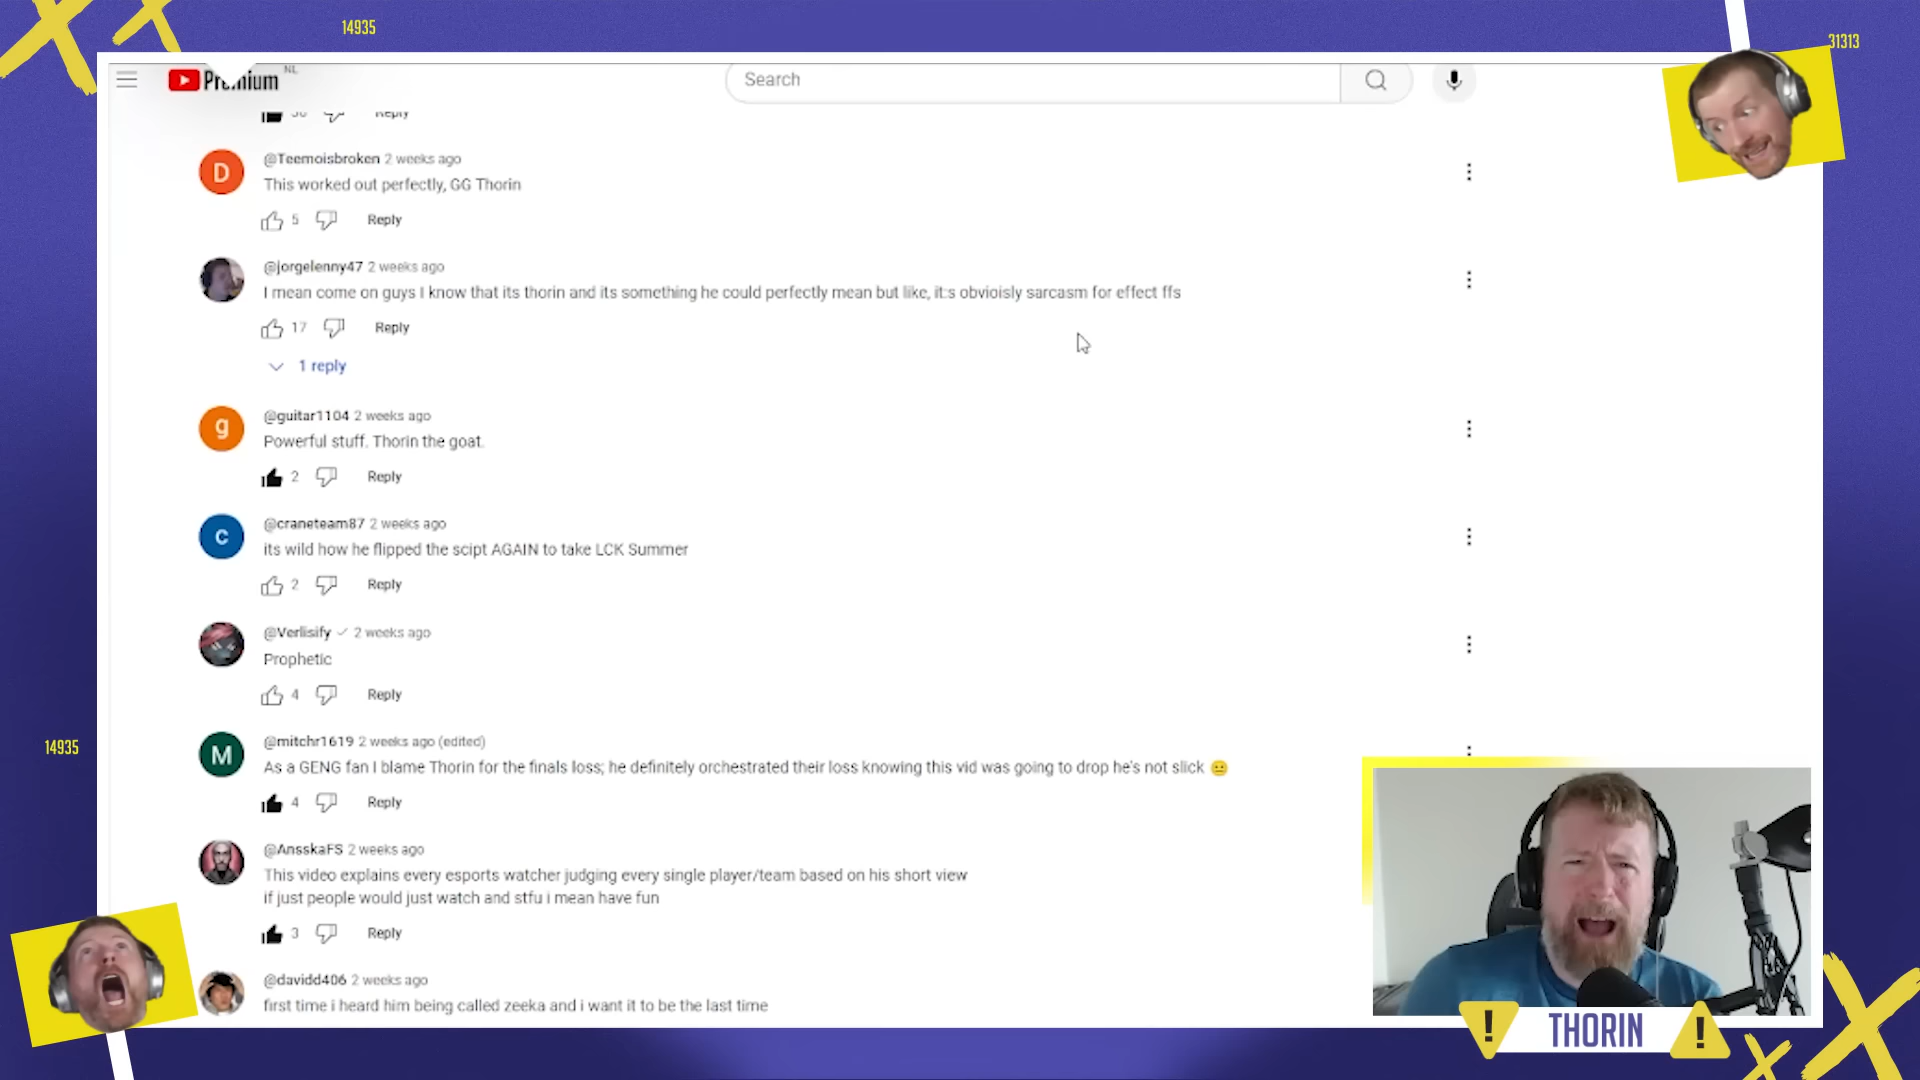 14935
31313
Premium NL
Search
Reply
@Teemoisbroken 2 weeks ago
This worked out perfectly, GG Thorin
5 Reply
@jorgelenny47 2 weeks ago
I mean come on guys I know that its thorin and its something he could perfectly mean but like, it:s obvioisly sarcasm for effect ffs
17 Reply
1 reply
@guitar1104 2 weeks ago
Powerful stuff. Thorin the goat.
2 Reply
@craneteam87 2 weeks ago
its wild how he flipped the scipt AGAIN to take LCK Summer
2 Reply
@Verlisify 2 weeks ago
Prophetic
4 Reply
14935
@mitchr1619 2 weeks ago (edited)
As a GENG fan I blame Thorin for the finals loss; he definitely orchestrated their loss knowing this vid was going to drop he's not slick 😐
4 Reply
@AnsskaFS 2 weeks ago
This video explains every esports watcher judging every single player/team based on his short view
if just people would just watch and stfu i mean have fun
3 Reply
@davidd406 2 weeks ago
first time i heard him being called zeeka and i want it to be the last time
THORIN